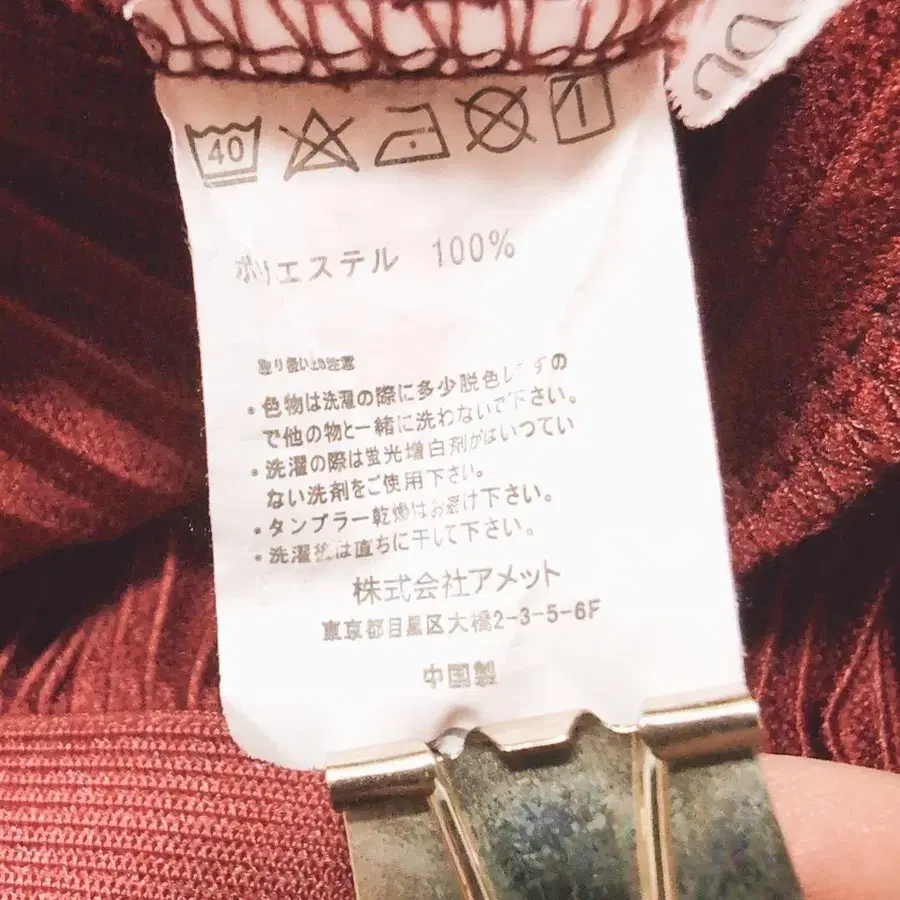 40
ポリエステル 100%
取り扱い上の注意
・色物は洗濯の際に多少脱色しますの
で他の物と一緒に洗わないで下さい。
・洗濯の際は蛍光増白剤がはいつてい
ない洗剤をご使用下さい。
・タンブラー乾燥はお避け下さい。
・洗濯後は直ちに干して下さい。
株式会社アメット
東京都目黒区大橋2-3-5-6F
中国製